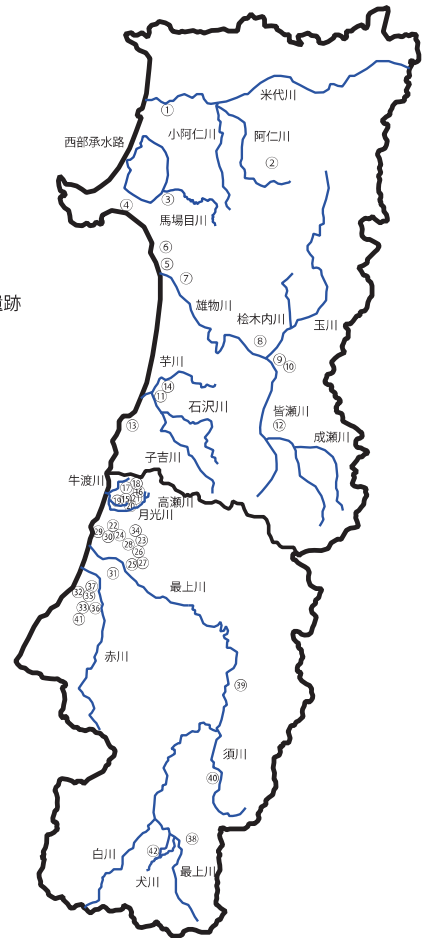 米代川
①
小阿仁川
阿仁川
西部承水路
②
③
④
馬場目川
⑥
⑤
⑦
遺跡
雄物川
桧木内川
玉川
⑧
芋川
⑨
⑩
⑭
⑪
石沢川
皆瀬川
⑬
⑫
成瀬川
子吉川
牛渡川
⑱
⑰
⑯
⑲
⑮
㉑
高瀬川
月光川
㉒
㉙
㉚
㉔
㉞
㉓
㉘
㉖
㉕
㉗
㉛
最上川
㊲
㉜
㉟
㉝
㊱
㊶
赤川
㊴
須川
㊵
㊳
白川
㊷
犬川
最上川